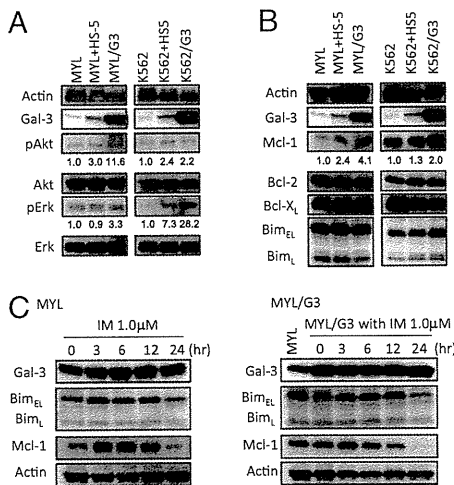 A
MYL MYL+HS-5 MYL/G3 K562 K562+HS5 K562/G3
Actin
Gal-3
pAkt
1.0 3.0 11.6 1.0 2.4 2.2
Akt
pErk
1.0 0.9 3.3 1.0 7.3 28.2
Erk
B
MYL MYL+HS-5 MYL/G3 K562 K562+HS5 K562/G3
Actin
Gal-3
Mcl-1
1.0 2.4 4.1 1.0 1.3 2.0
Bcl-2
Bcl-XL
BimEL
BimL
C MYL
IM 1.0μM
0 3 6 12 24 (hr)
Gal-3
BimEL
BimL
Mcl-1
Actin
MYL/G3
MYL MYL/G3 with IM 1.0μM
0 3 6 12 24 (hr)
Gal-3
BimEL
BimL
Mcl-1
Actin